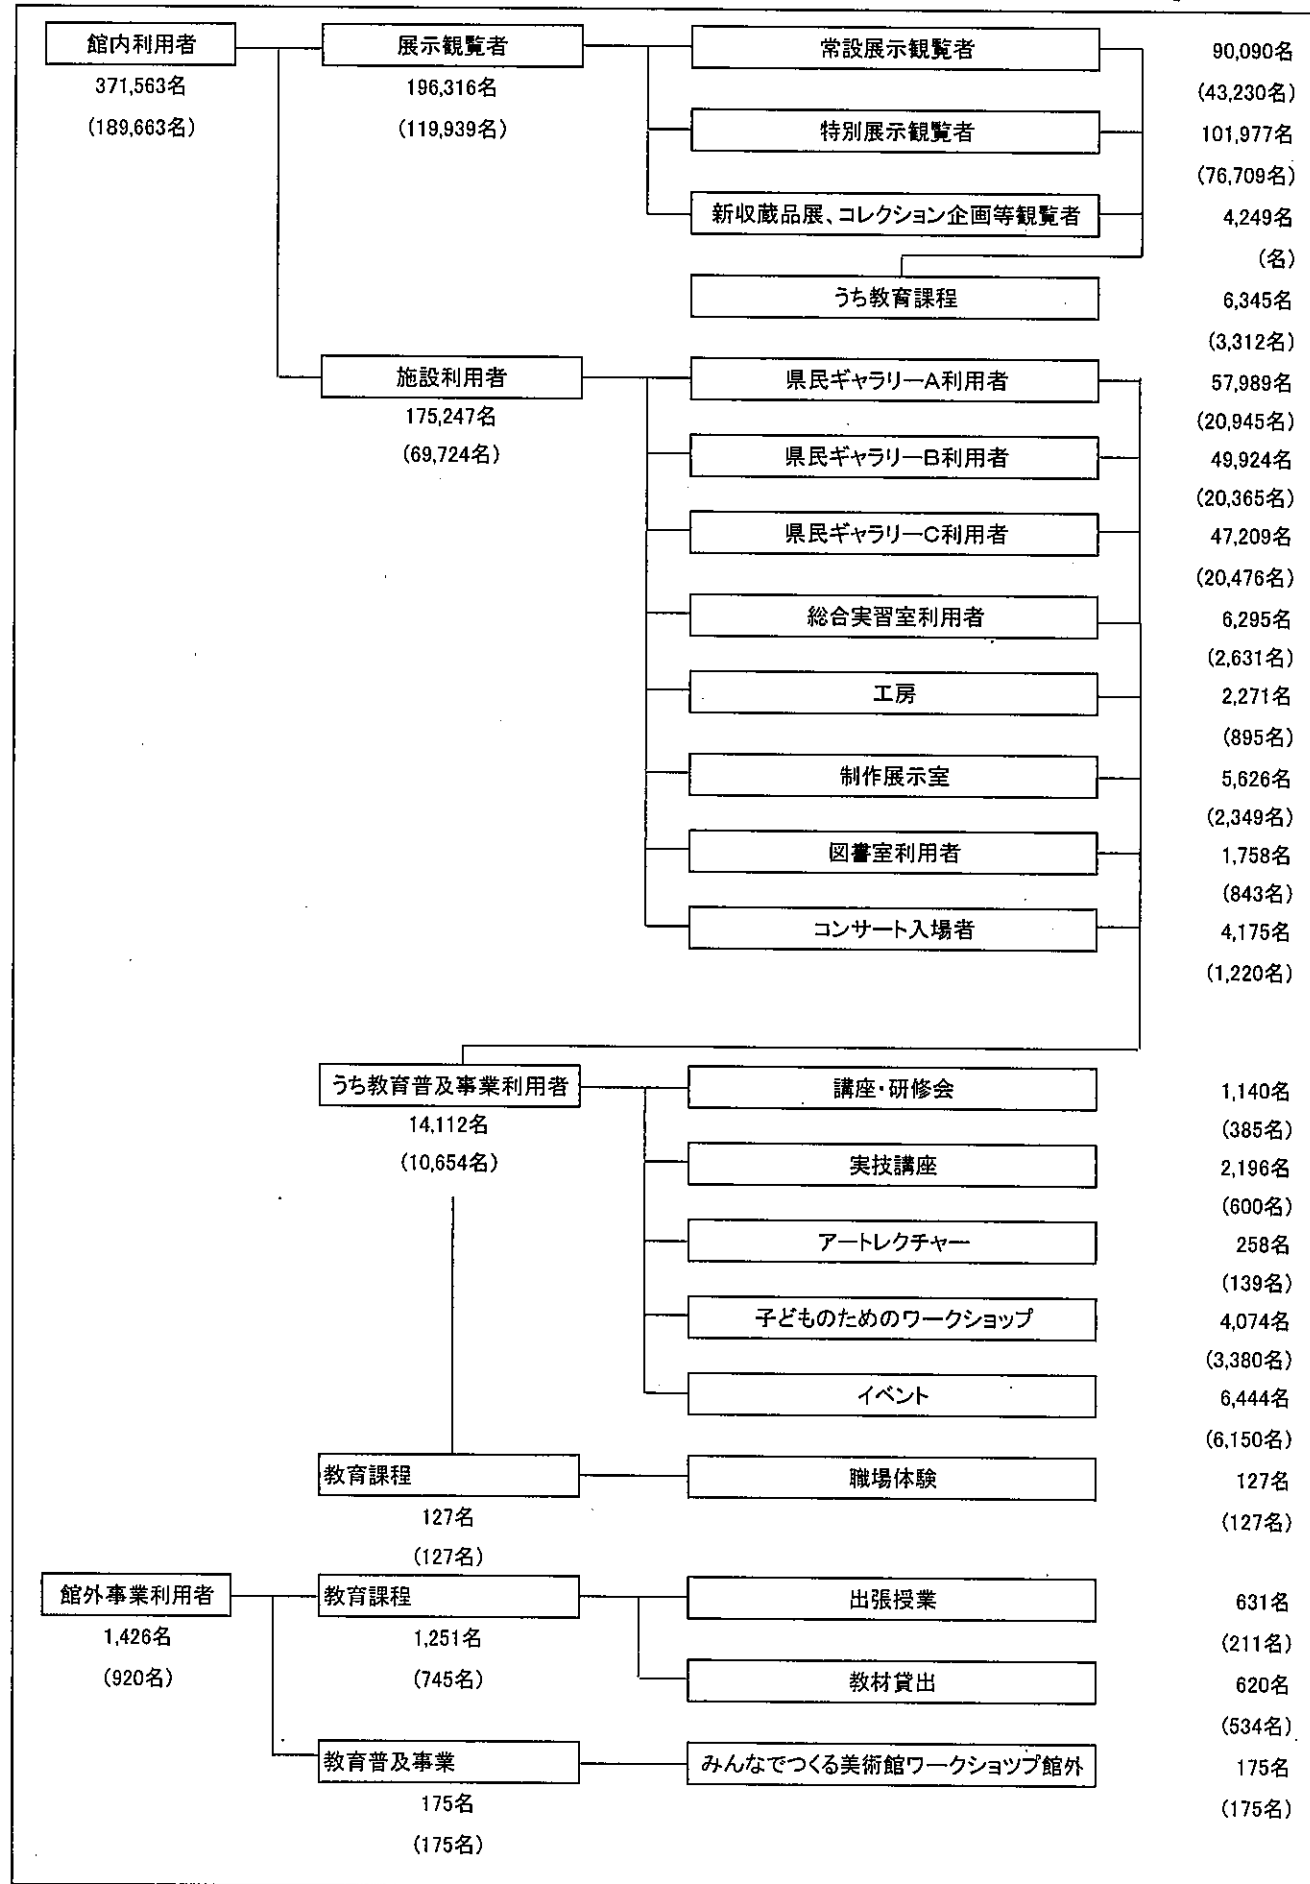 館内利用者 展示観覧者 常設展示観覧者 90,090名
371,563名 196,316名 (43,230名)
(189,663名) (119,939名) 特別展示観覧者 101,977名
(76,709名)
新収蔵品展、コレクション企画等観覧者 4,249名
(名)
うち教育課程 6,345名
(3,312名)
施設利用者 県民ギャラリーA利用者 57,989名
175,247名 (20,945名)
(69,724名) 県民ギャラリーB利用者 49,924名
(20,365名)
県民ギャラリーC利用者 47,209名
(20,476名)
総合実習室利用者 6,295名
(2,631名)
工房 2,271名
(895名)
制作展示室 5,626名
(2,349名)
図書室利用者 1,758名
(843名)
コンサート入場者 4,175名
(1,220名)
うち教育普及事業利用者 講座・研修会 1,140名
14,112名 (385名)
(10,654名) 実技講座 2,196名
(600名)
アートレクチャー 258名
(139名)
子どものためのワークショップ 4,074名
(3,380名)
イベント 6,444名
(6,150名)
教育課程 職場体験 127名
127名 (127名)
(127名)
館外事業利用者 教育課程 出張授業 631名
1,426名 1,251名 (211名)
(920名) (745名) 教材貸出 620名
(534名)
教育普及事業 みんなでつくる美術館ワークショツプ館外 175名
175名 (175名)
(175名)